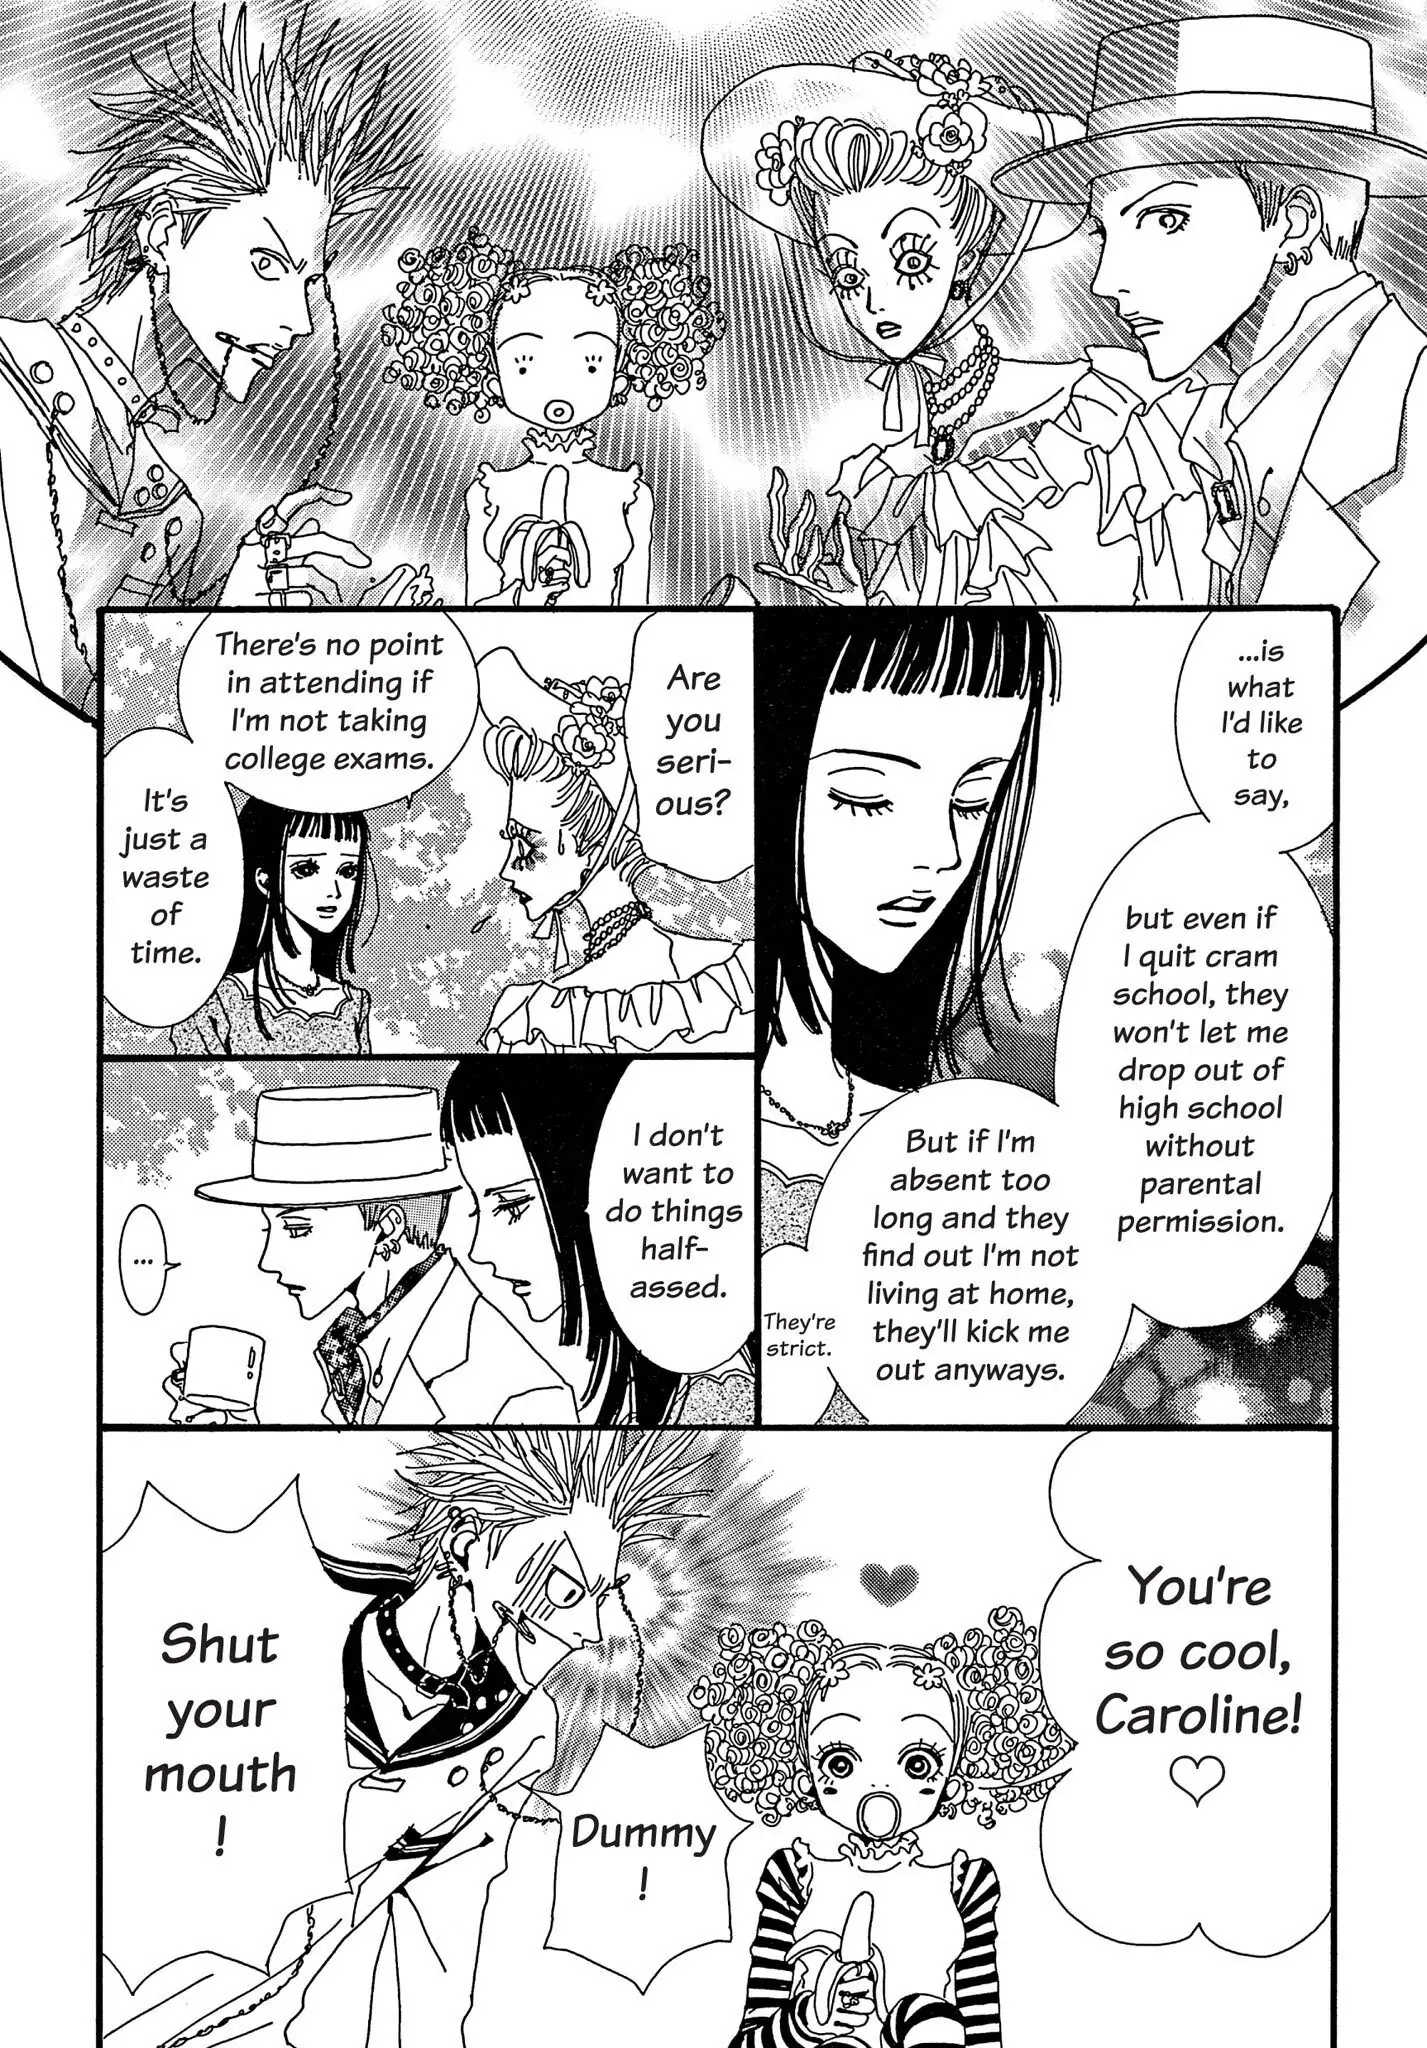 ...is
what
I'd like
to
say,
but even if
I quit cram
school, they
won't let me
drop out of
high school
without
parental
permission.
But if I'm
absent too
long and they
find out I'm not
living at home,
they'll kick me
out anyways.
They're
strict.
Are
you
seri-
ous?
There's no point
in attending if
I'm not taking
college exams.
It's
just a
waste
of
time.
I don't
want to
do things
half-
assed.
...
You're
so cool,
Caroline!
♡
Dummy
!
Shut
your
mouth
!